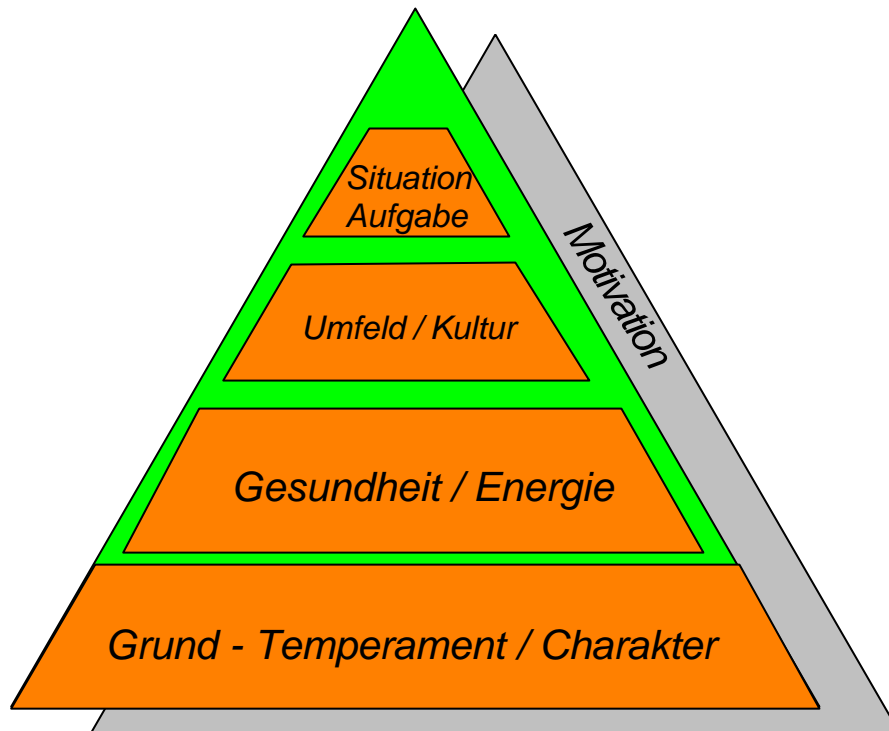 Situation
Aufgabe
Motivation
Umfeld / Kultur
Gesundheit / Energie
Grund - Temperament / Charakter